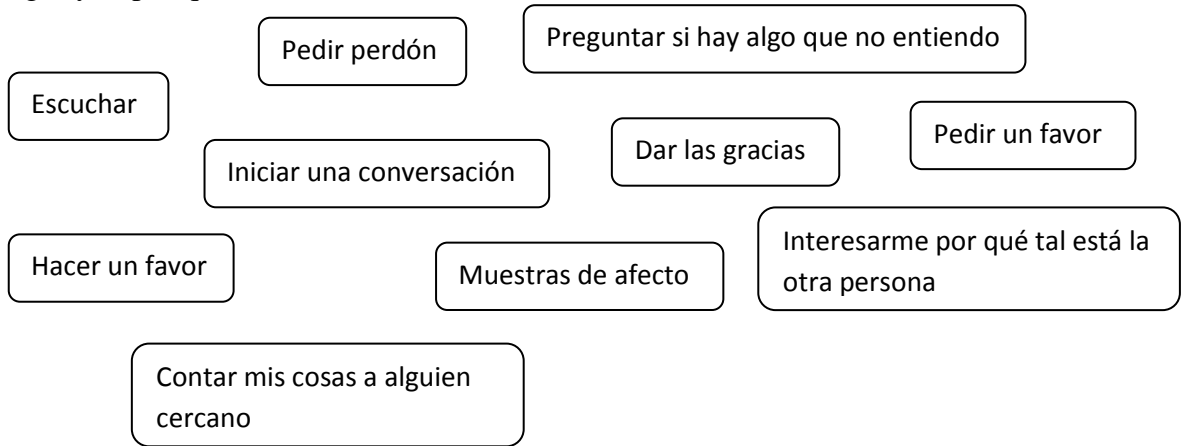 Pedir perdón
Preguntar si hay algo que no entiendo
Escuchar
Iniciar una conversación
Dar las gracias
Pedir un favor
Hacer un favor
Muestras de afecto
Interesarme por qué tal está la
otra persona
Contar mis cosas a alguien
cercano